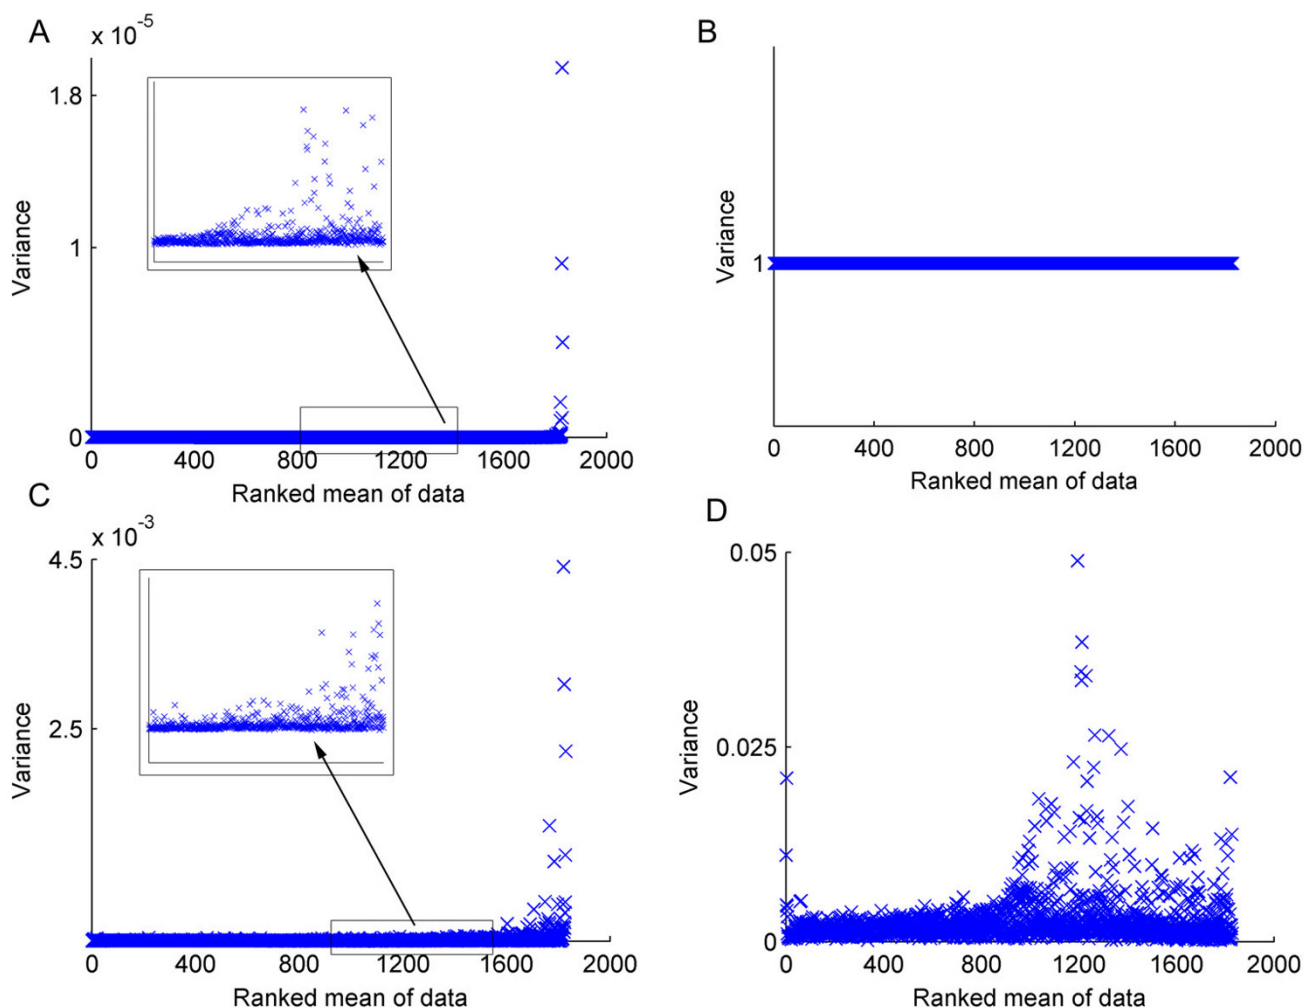 A
x 10-5
1.8
1
0
Variance
0 400 800 1200 1600 2000
Ranked mean of data
B
1
Variance
0 400 800 1200 1600 2000
Ranked mean of data
C
x 10-3
4.5
2.5
0
Variance
0 400 800 1200 1600 2000
Ranked mean of data
D
0.05
0.025
0
Variance
0 400 800 1200 1600 2000
Ranked mean of data